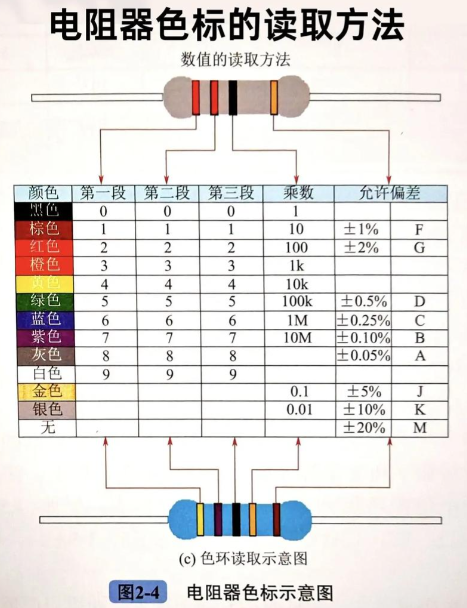 电阻器色标的读取方法
数值的读取方法
颜色 第一段 第二段 第三段 乘数 允许偏差
黑色 0 0 0 1
棕色 1 1 1 10 ±1% F
红色 2 2 2 100 ±2% G
橙色 3 3 3 1k
黄色 4 4 4 10k
绿色 5 5 5 100k ±0.5% D
蓝色 6 6 6 1M ±0.25% C
紫色 7 7 7 10M ±0.10% B
灰色 8 8 8 ±0.05% A
白色 9 9 9
金色 0.1 ±5% J
银色 0.01 ±10% K
无 ±20% M
(c) 色环读取示意图
图2-4 电阻器色标示意图